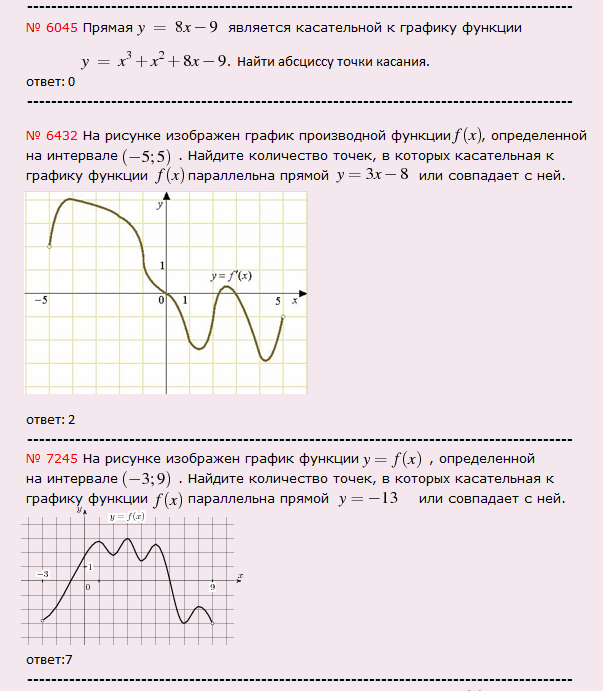 № 6045 Прямая y = 8x − 9 является касательной к графику функции
y = x³ + x² + 8x − 9. Найти абсциссу точки касания.
ответ: 0
№ 6432 На рисунке изображен график производной функции f(x), определенной
на интервале (−5; 5) . Найдите количество точек, в которых касательная к
графику функции f(x) параллельна прямой y = 3x − 8 или совпадает с ней.
y
1
y = f′(x)
−5 0 1 5 x
ответ: 2
№ 7245 На рисунке изображен график функции y = f(x) , определенной
на интервале (−3; 9) . Найдите количество точек, в которых касательная к
графику функции f(x) параллельна прямой y = −13 или совпадает с ней.
y
y = f(x)
1
−3 0 9 x
ответ:7